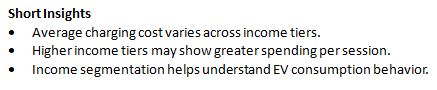 Short Insights
• Average charging cost varies across income tiers.
• Higher income tiers may show greater spending per session.
• Income segmentation helps understand EV consumption behavior.